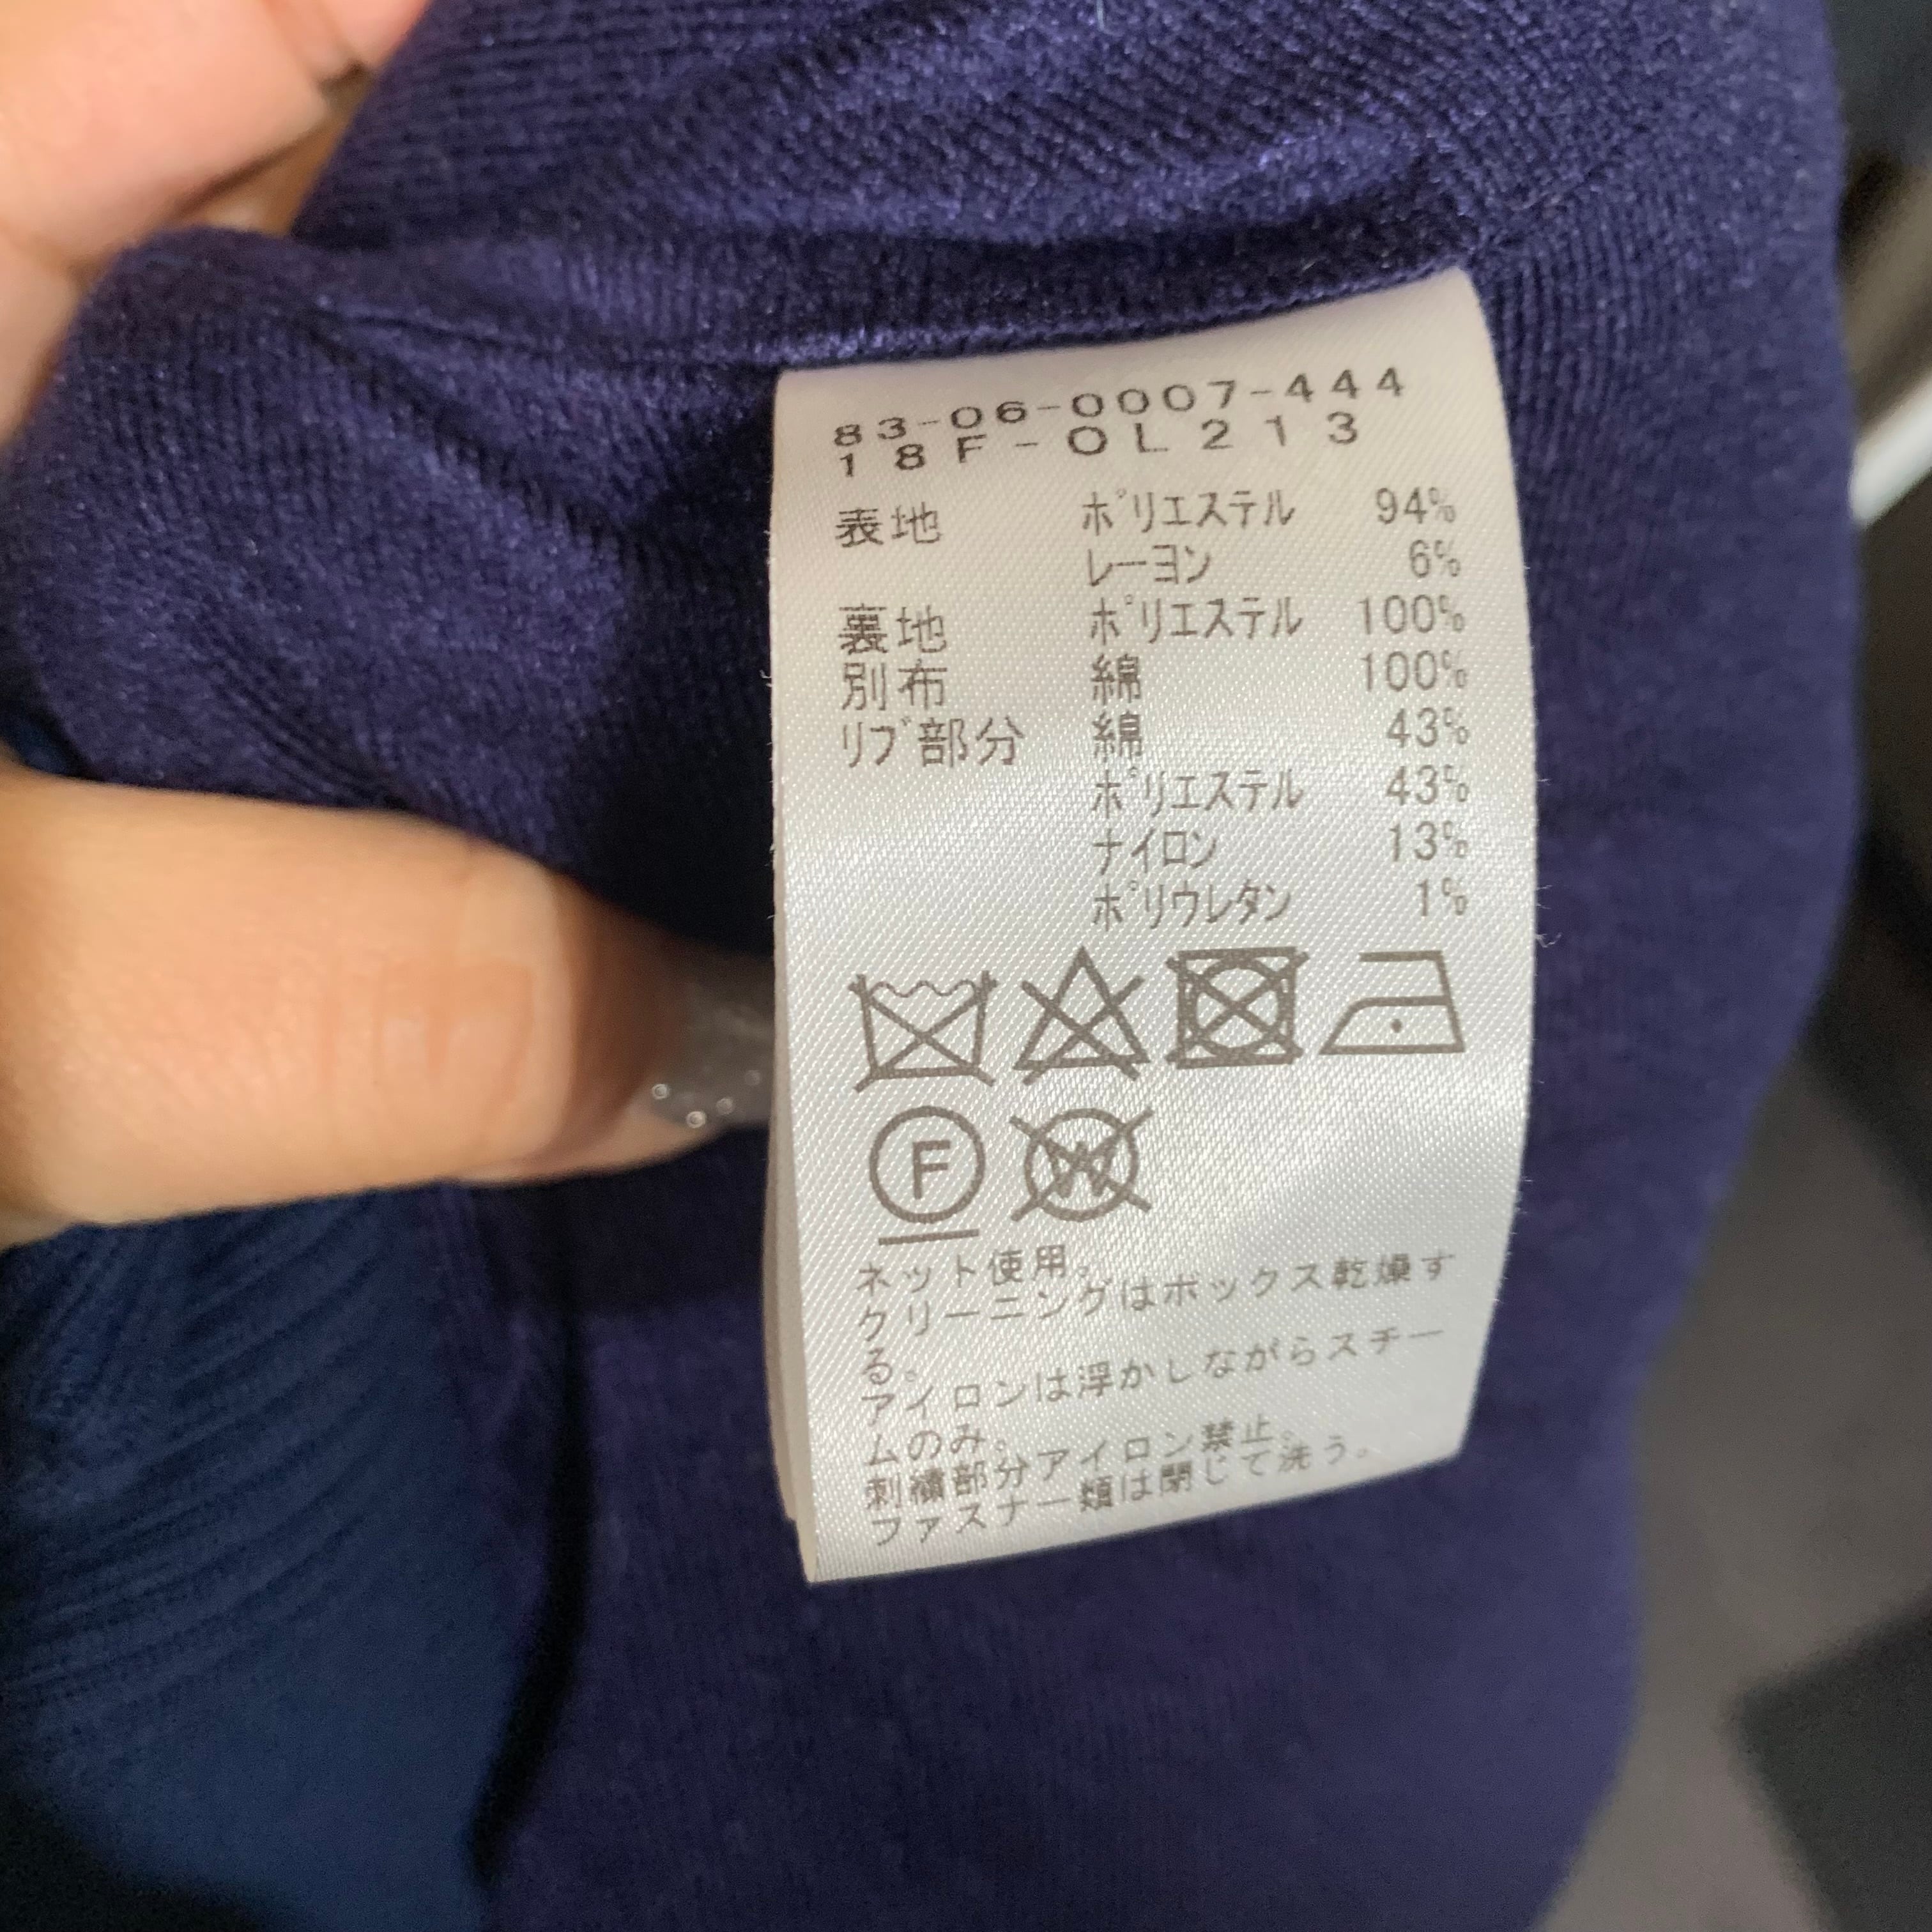 83-06-0007-444
18F-OL213
表地 ポリエステル 94%
レーヨン 6%
裏地 ポリエステル 100%
別布 綿 100%
リブ部分 綿 43%
ポリエステル 43%
ナイロン 13%
ポリウレタン 1%
F W
ネット使用。
クリーニングはボックス乾燥す
る。
アイロンは浮かしながらスチー
ムのみ。
刺繍部分アイロン禁止。
ファスナー類は閉じて洗う。